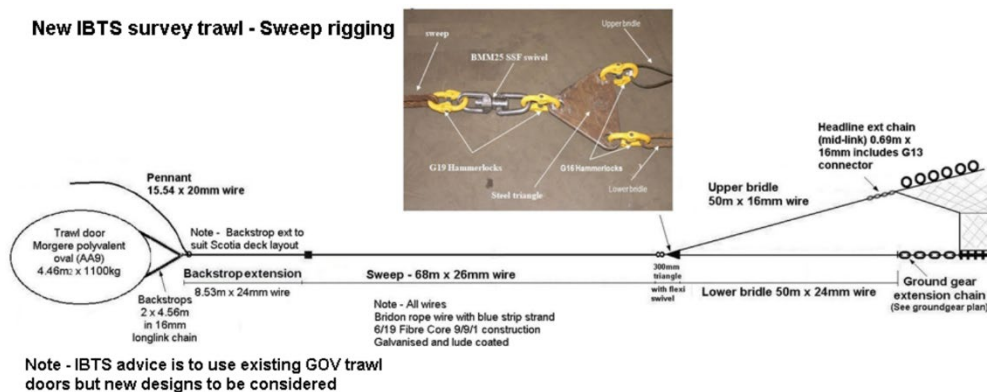 New IBTS survey trawl - Sweep rigging
sweep
BMM25 SSF swivel
Upper bridle
G19 Hammerlocks
Steel triangle
G16 Hammerlocks
Lower bridle
Pennant
15.54 x 20mm wire
Trawl door
Morgere polyvalent
oval (AA9)
4.46m2 x 1100kg
Note - Backstrop ext to
suit Scotia deck layout
Backstrop extension
8.53m x 24mm wire
Backstrops
2 x 4.56m
in 16mm
longlink chain
Sweep - 68m x 26mm wire
Note - All wires
Bridon rope wire with blue strip strand
6/19 Fibre Core 9/9/1 construction
Galvanised and lude coated
300mm
triangle
with flexi
swivel
Upper bridle
50m x 16mm wire
Headline ext chain
(mid-link) 0.69m x
16mm includes G13
connector
Lower bridle 50m x 24mm wire
Ground gear
extension chain
(See groundgear plan)
Note - IBTS advice is to use existing GOV trawl
doors but new designs to be considered